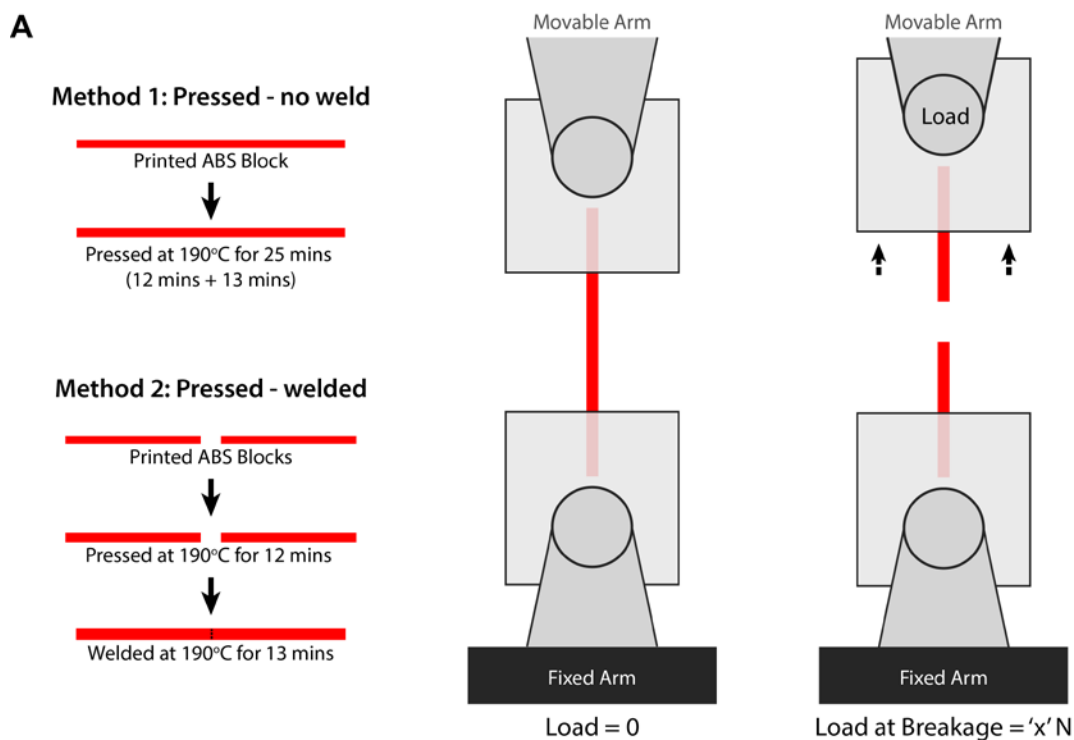 A
Method 1: Pressed - no weld
Printed ABS Block
Pressed at 190°C for 25 mins
(12 mins + 13 mins)
Method 2: Pressed - welded
Printed ABS Blocks
Pressed at 190°C for 12 mins
Welded at 190°C for 13 mins
Movable Arm
Fixed Arm
Load = 0
Movable Arm
Load
Fixed Arm
Load at Breakage = ‘x’ N